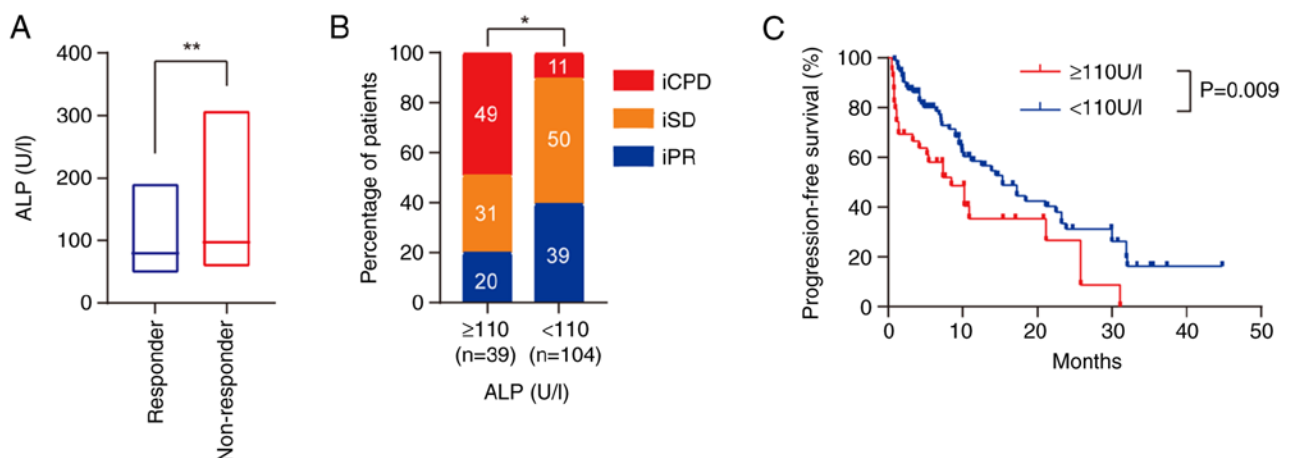 A
ALP (U/l)
400
300
200
100
0
**
Responder
Non-responder
B
Percentage of patients
100
80
60
40
20
0
*
49
31
20
11
50
39
≥110
(n=39)
<110
(n=104)
ALP (U/l)
iCPD
iSD
iPR
C
Progression-free survival (%)
100
80
60
40
20
0
≥110U/l
<110U/l
P=0.009
0
10
20
30
40
50
Months